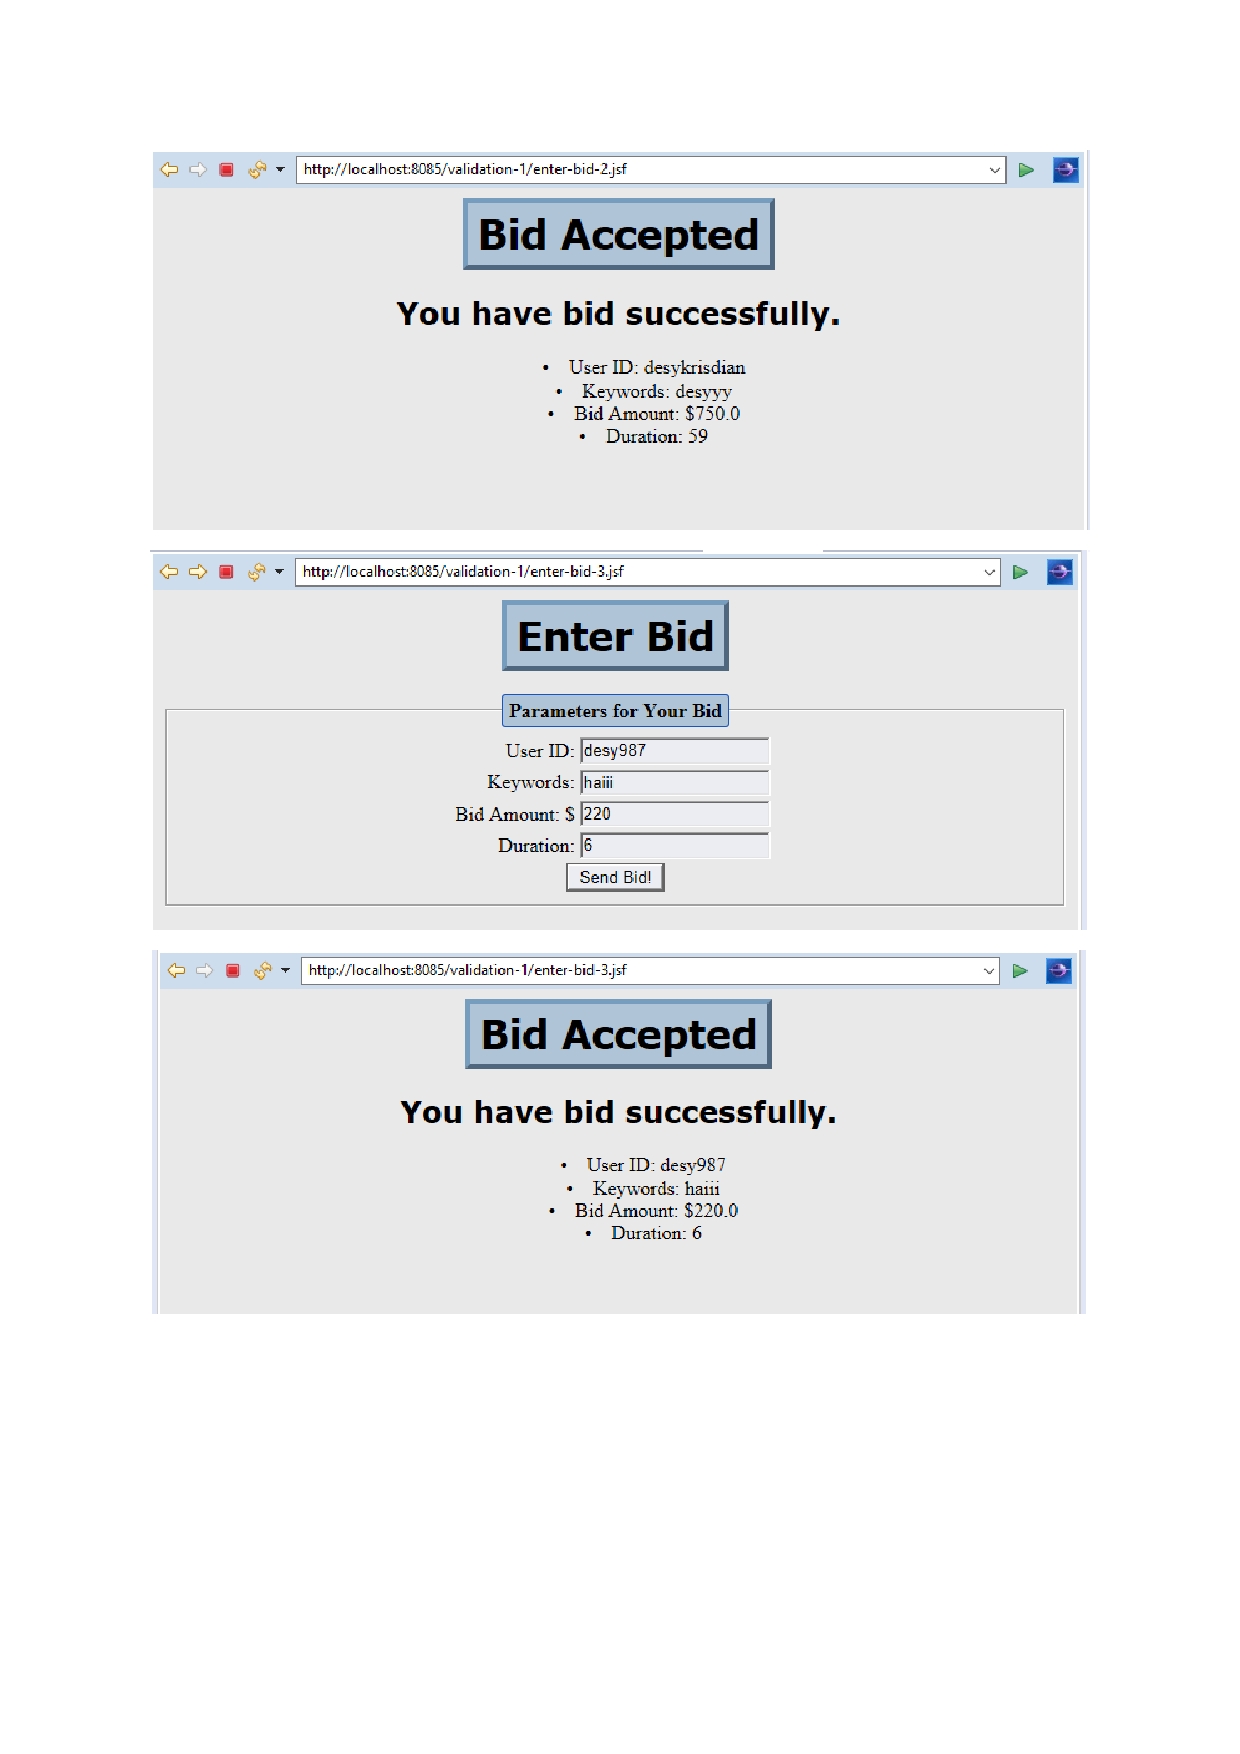 http://localhost:8085/validation-1/enter-bid-2.jsf
Bid Accepted
You have bid successfully.
• User ID: desykrisdian
• Keywords: desyyy
• Bid Amount: $750.0
• Duration: 59
http://localhost:8085/validation-1/enter-bid-3.jsf
Enter Bid
Parameters for Your Bid
User ID: desy987
Keywords: haiii
Bid Amount: $ 220
Duration: 6
Send Bid!
http://localhost:8085/validation-1/enter-bid-3.jsf
Bid Accepted
You have bid successfully.
• User ID: desy987
• Keywords: haiii
• Bid Amount: $220.0
• Duration: 6